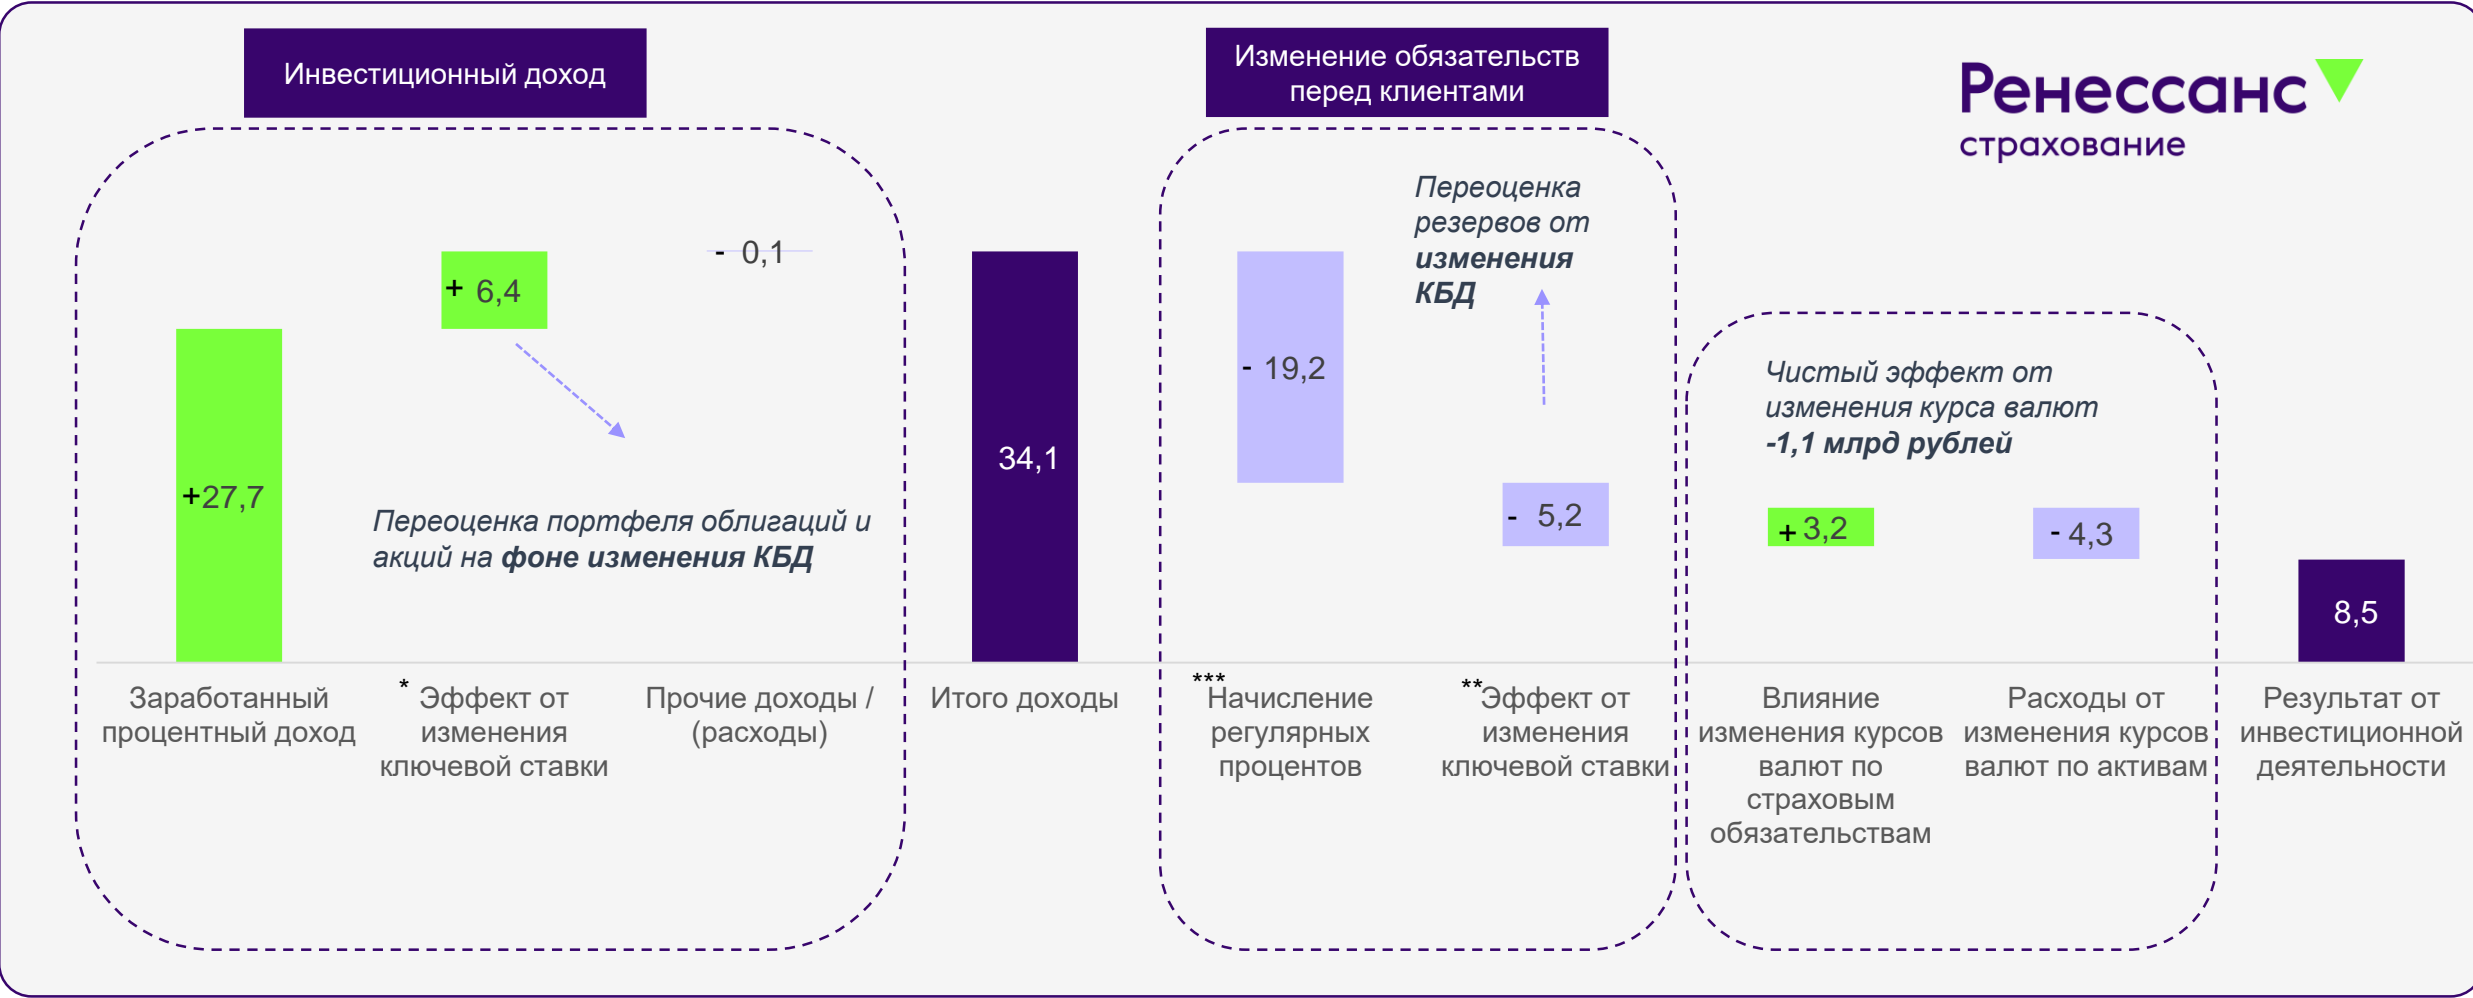 Инвестиционный доход
Изменение обязательств
перед клиентами
Ренессанс
страхование
Переоценка
резервов от
изменения
КБД
- 0,1
+ 6,4
- 19,2
Чистый эффект от
изменения курса валют
-1,1 млрд рублей
34,1
+27,7
Переоценка портфеля облигаций и
акций на фоне изменения КБД
- 5,2
+ 3,2
- 4,3
8,5
Заработанный
процентный доход
* Эффект от
изменения
ключевой ставки
Прочие доходы /
(расходы)
Итого доходы
***Начисление
регулярных
процентов
**Эффект от
изменения
ключевой ставки
Влияние
изменения курсов
валют по
страховым
обязательствам
Расходы от
изменения курсов
валют по активам
Результат от
инвестиционной
деятельности